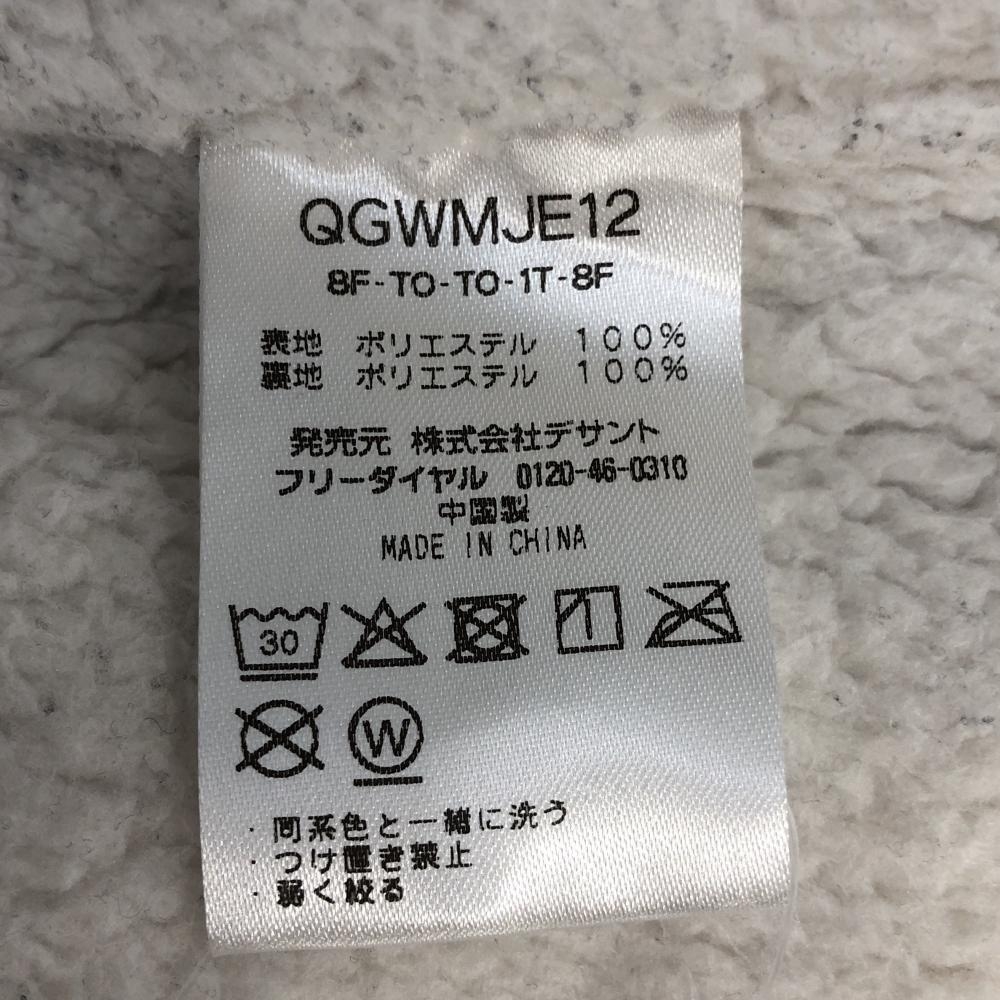 QGWMJE12
8F-TO-TO-1T-8F
表地 ポリエステル 100%
裏地 ポリエステル 100%
発売元 株式会社デサント
フリーダイヤル 0120-46-0310
中国製
MADE IN CHINA
30
W
・同系色と一緒に洗う
・つけ置き禁止
・弱く絞る